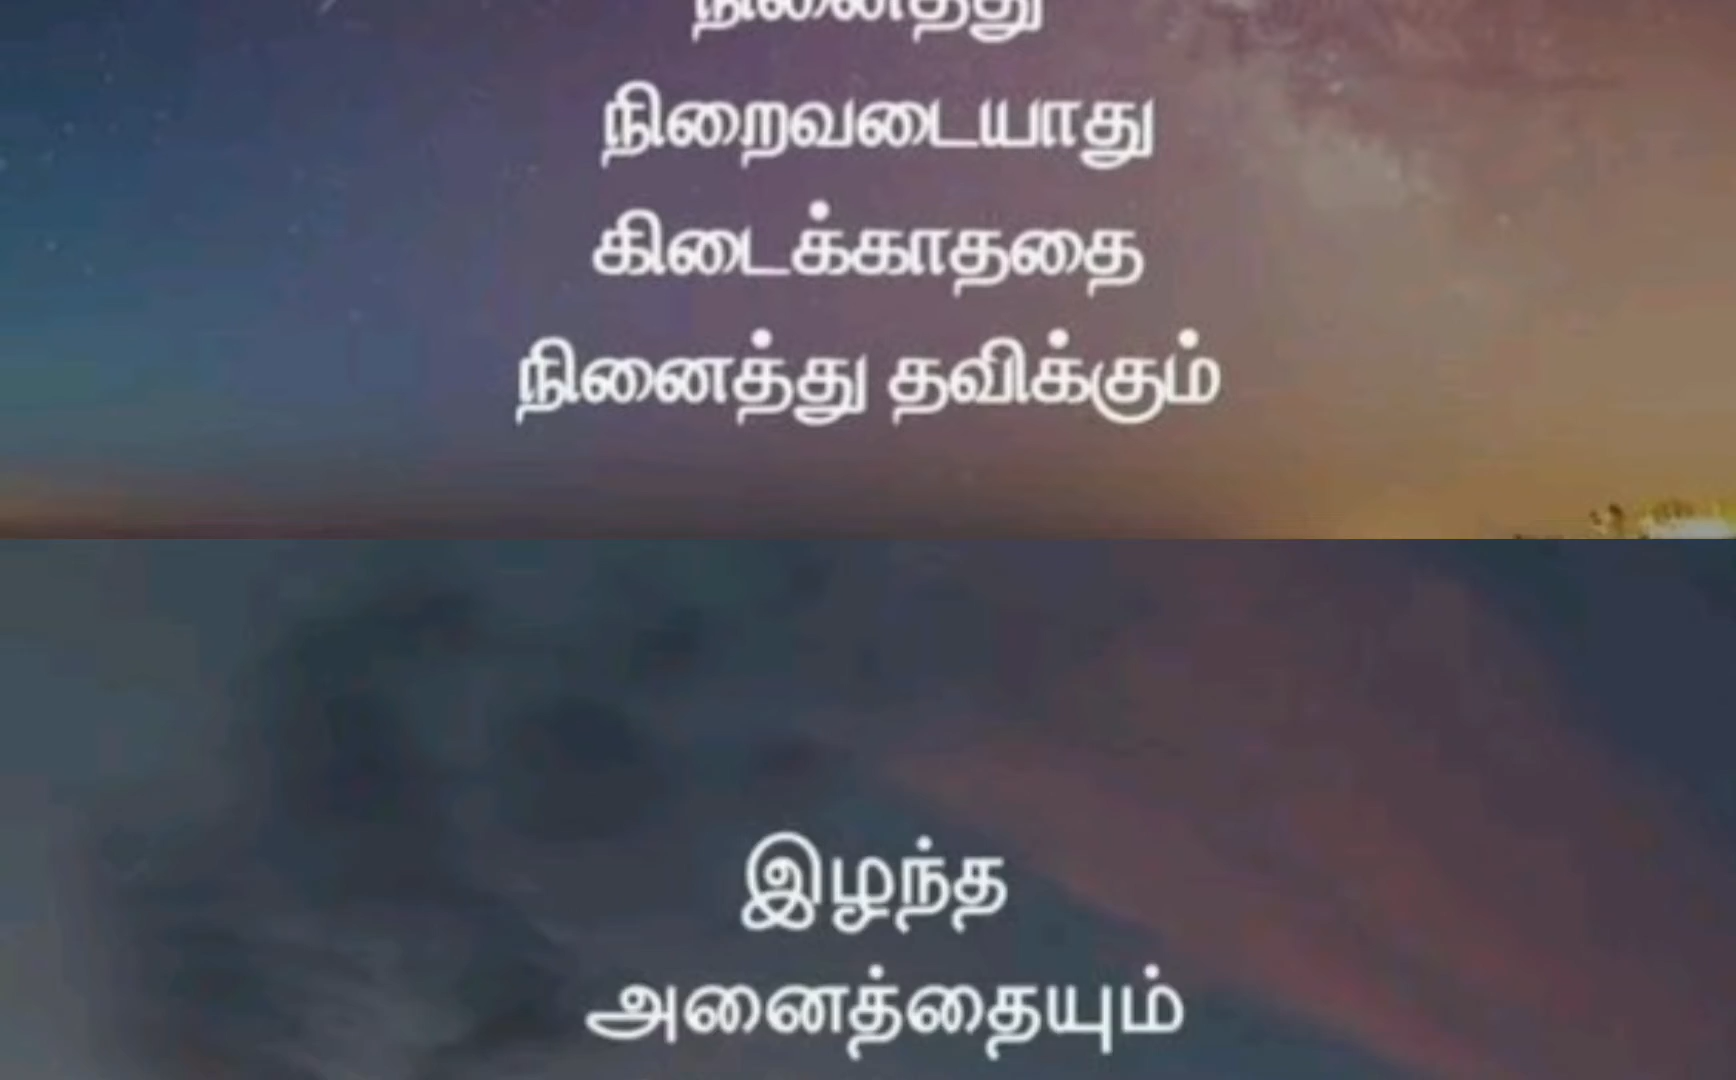 நினைத்து
நிறைவடையாது
கிடைக்காததை
நினைத்து தவிக்கும்
இழந்த
அனைத்தையும்